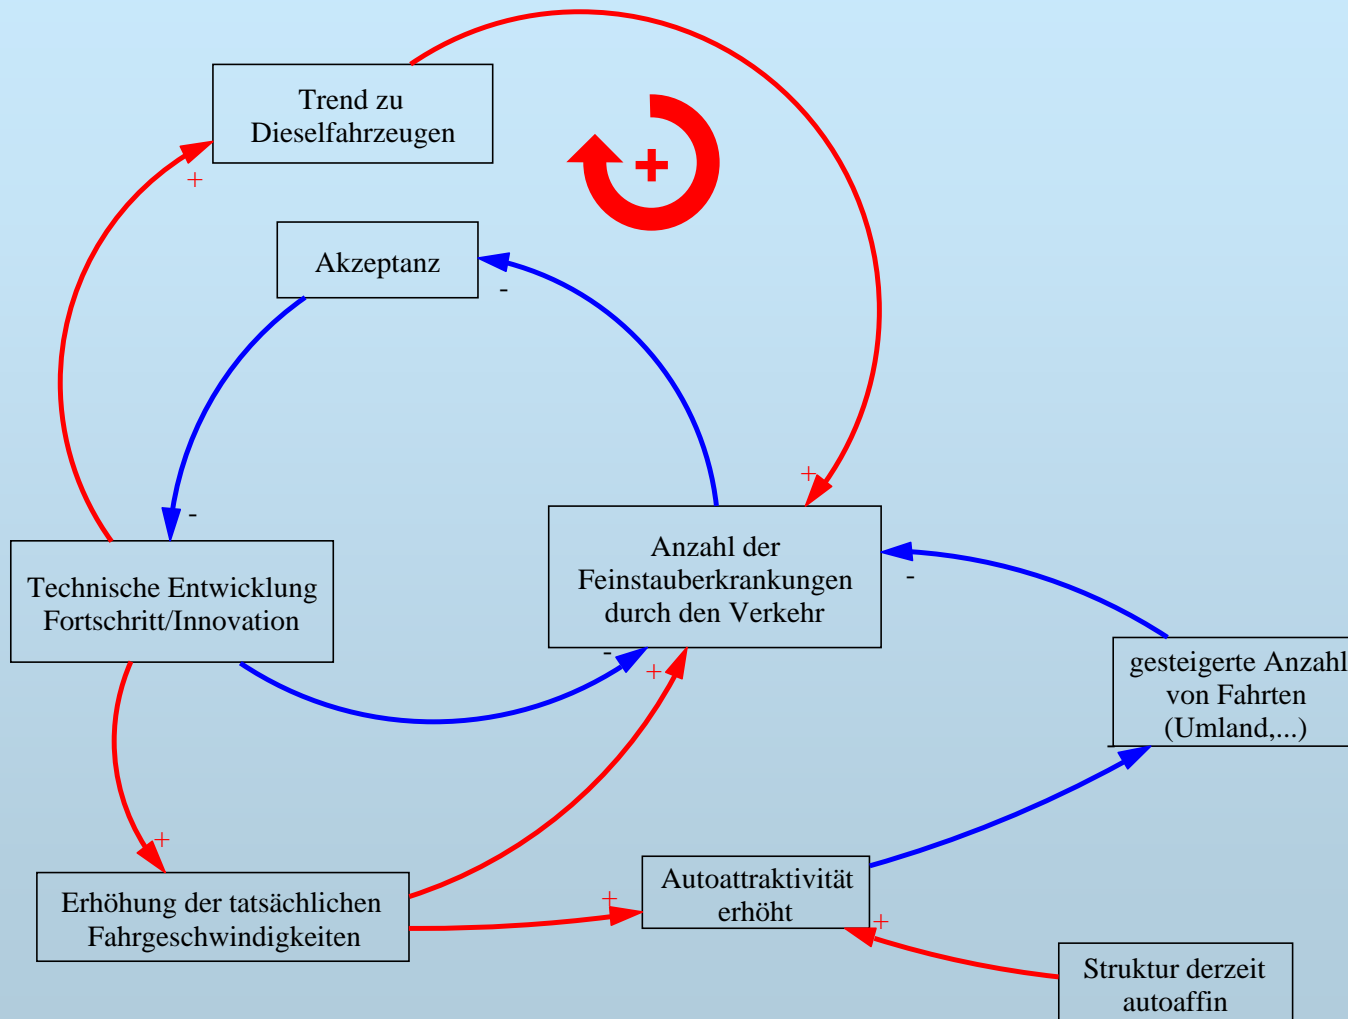 Trend zu
Dieselfahrzeugen
+
+
Akzeptanz
-
-
+
Technische Entwicklung
Fortschritt/Innovation
Anzahl der
Feinstauberkrankungen
durch den Verkehr
-
-
+
gesteigerte Anzahl
von Fahrten
(Umland,...)
-
+
Erhöhung der tatsächlichen
Fahrgeschwindigkeiten
+
Autoattraktivität
erhöht
+
Struktur derzeit
autoaffin